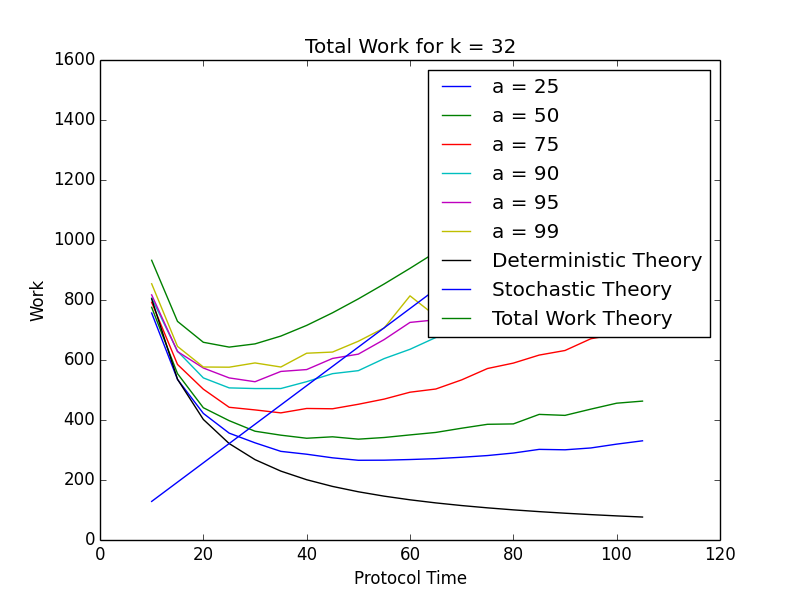 Total Work for k = 32
1600
1400
1200
1000
800
600
400
200
0
Work
a = 25
a = 50
a = 75
a = 90
a = 95
a = 99
Deterministic Theory
Stochastic Theory
Total Work Theory
0 20 40 60 80 100 120
Protocol Time